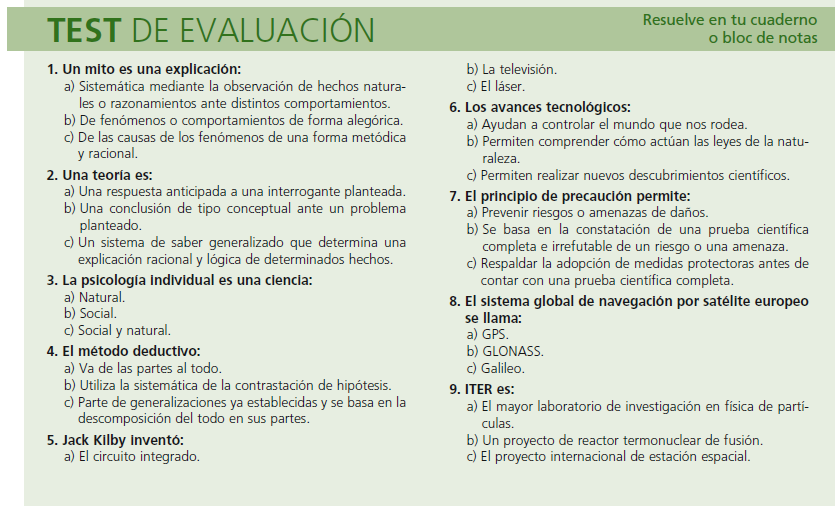 TEST DE EVALUACIÓN
Resuelve en tu cuaderno
o bloc de notas
1. Un mito es una explicación:
a) Sistemática mediante la observación de hechos natura-
les o razonamientos ante distintos comportamientos.
b) De fenómenos o comportamientos de forma alegórica.
c) De las causas de los fenómenos de una forma metódica
y racional.
2. Una teoría es:
a) Una respuesta anticipada a una interrogante planteada.
b) Una conclusión de tipo conceptual ante un problema
planteado.
c) Un sistema de saber generalizado que determina una
explicación racional y lógica de determinados hechos.
3. La psicología individual es una ciencia:
a) Natural.
b) Social.
c) Social y natural.
4. El método deductivo:
a) Va de las partes al todo.
b) Utiliza la sistemática de la contrastación de hipótesis.
c) Parte de generalizaciones ya establecidas y se basa en la
descomposición del todo en sus partes.
5. Jack Kilby inventó:
a) El circuito integrado.
b) La televisión.
c) El láser.
6. Los avances tecnológicos:
a) Ayudan a controlar el mundo que nos rodea.
b) Permiten comprender cómo actúan las leyes de la natu-
raleza.
c) Permiten realizar nuevos descubrimientos científicos.
7. El principio de precaución permite:
a) Prevenir riesgos o amenazas de daños.
b) Se basa en la constatación de una prueba científica
completa e irrefutable de un riesgo o una amenaza.
c) Respaldar la adopción de medidas protectoras antes de
contar con una prueba científica completa.
8. El sistema global de navegación por satélite europeo
se llama:
a) GPS.
b) GLONASS.
c) Galileo.
9. ITER es:
a) El mayor laboratorio de investigación en física de partí-
culas.
b) Un proyecto de reactor termonuclear de fusión.
c) El proyecto internacional de estación espacial.